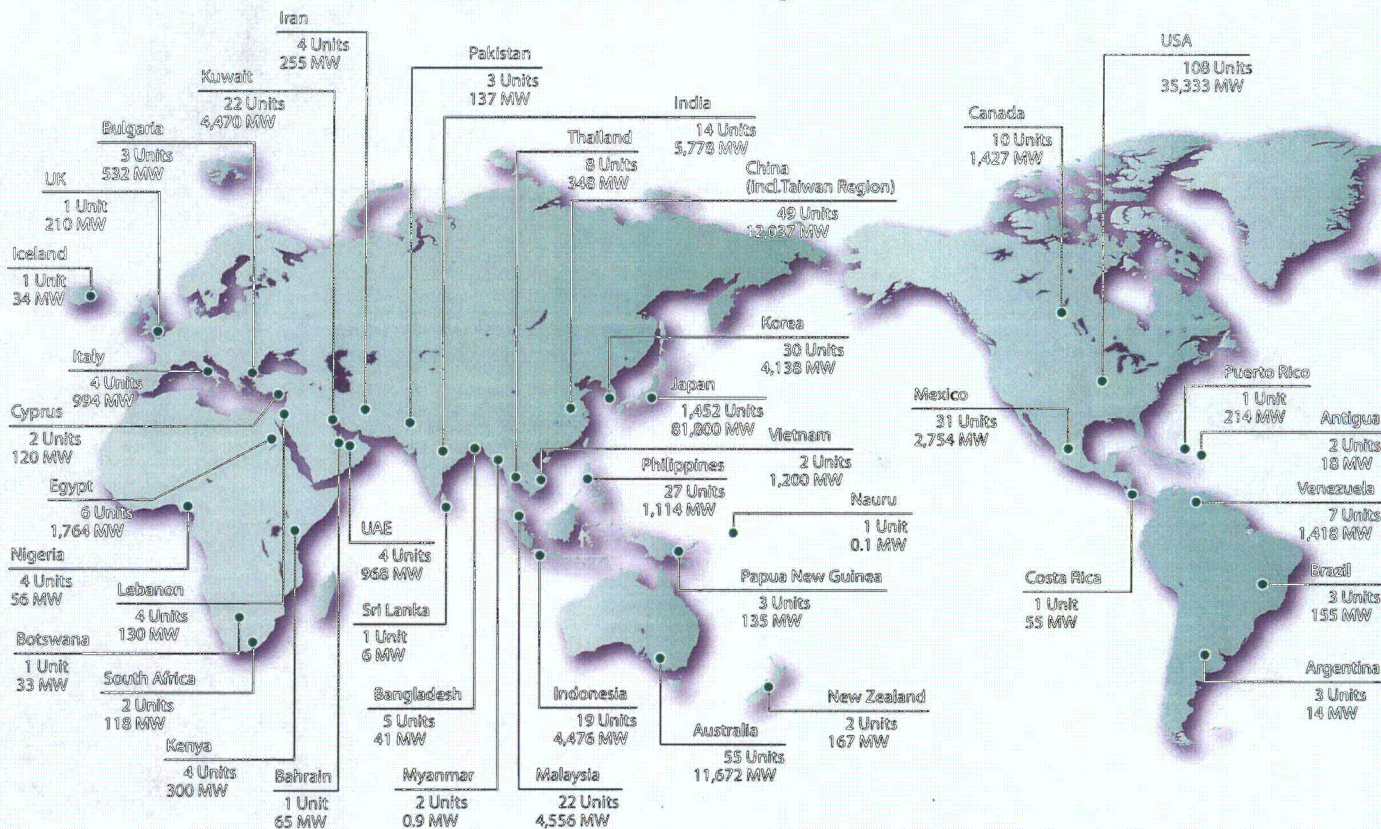 Iran
4 Units
255 MW
Pakistan
3 Units
137 MW
USA
108 Units
35,333 MW
Kuwait
22 Units
4,470 MW
India
14 Units
5,778 MW
Canada
10 Units
1,427 MW
Bulgaria
3 Units
532 MW
Thailand
8 Units
348 MW
China
(incl.Taiwan Region)
49 Units
12,037 MW
UK
1 Unit
210 MW
Iceland
1 Unit
34 MW
Korea
30 Units
4,138 MW
Italy
4 Units
994 MW
Japan
1,452 Units
81,800 MW
Puerto Rico
1 Unit
214 MW
Mexico
31 Units
2,754 MW
Cyprus
2 Units
120 MW
Antigua
2 Units
18 MW
Vietnam
2 Units
1,200 MW
Philippines
27 Units
1,114 MW
Egypt
6 Units
1,764 MW
Venezuela
7 Units
1,418 MW
Nauru
1 Unit
0.1 MW
UAE
4 Units
968 MW
Nigeria
4 Units
56 MW
Papua New Guinea
3 Units
135 MW
Costa Rica
1 Unit
55 MW
Brazil
3 Units
155 MW
Lebanon
4 Units
130 MW
Sri Lanka
1 Unit
6 MW
Botswana
1 Unit
33 MW
South Africa
2 Units
118 MW
Argentina
3 Units
14 MW
Bangladesh
5 Units
41 MW
Indonesia
19 Units
4,476 MW
New Zealand
2 Units
167 MW
Australia
55 Units
11,672 MW
Kenya
4 Units
300 MW
Bahrain
1 Unit
65 MW
Myanmar
2 Units
0.9 MW
Malaysia
22 Units
4,556 MW